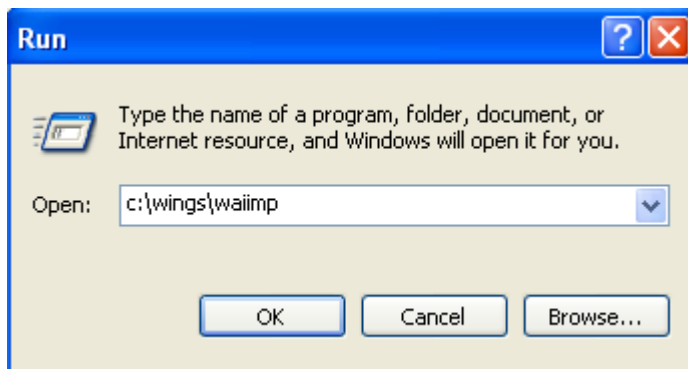 Run
Type the name of a program, folder, document, or
Internet resource, and Windows will open it for you.
Open: c:\wings\waiimp
OK Cancel Browse...